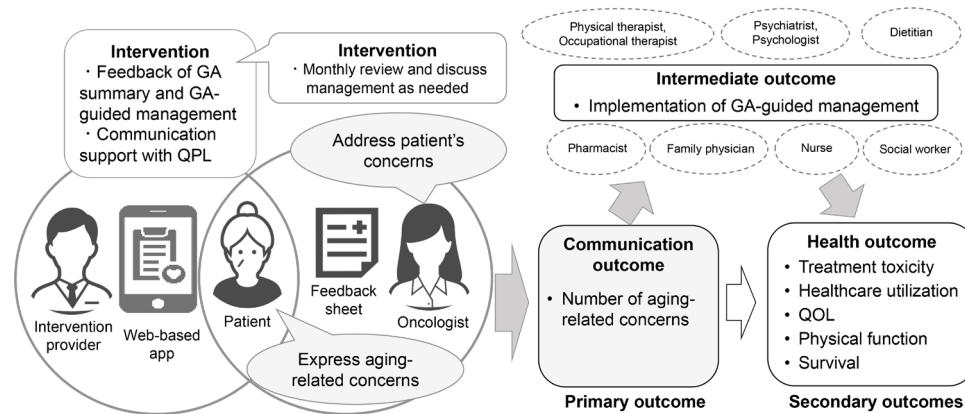 Intervention
・Feedback of GA
summary and GA-
guided management
・Communication
support with QPL
Intervention
・Monthly review and discuss
management as needed
Address patient's
concerns
Intervention
provider
Web-based
app
Patient
Feedback
sheet
Oncologist
Express aging-
related concerns
Physical therapist,
Occupational therapist
Psychiatrist,
Psychologist
Dietitian
Intermediate outcome
• Implementation of GA-guided management
Pharmacist
Family physician
Nurse
Social worker
Communication
outcome
• Number of aging-
related concerns
Primary outcome
Health outcome
• Treatment toxicity
• Healthcare utilization
• QOL
• Physical function
• Survival
Secondary outcomes